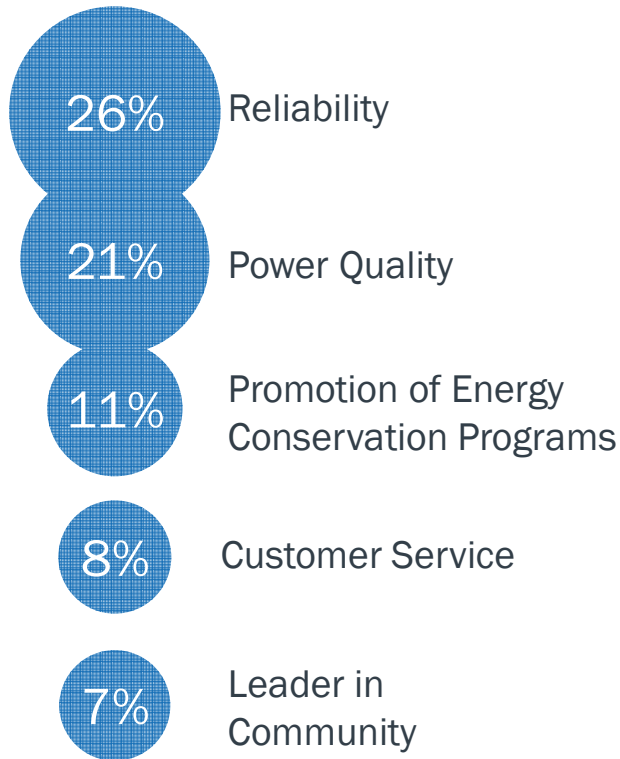 26% Reliability
21% Power Quality
11% Promotion of Energy
Conservation Programs
8% Customer Service
7% Leader in
Community